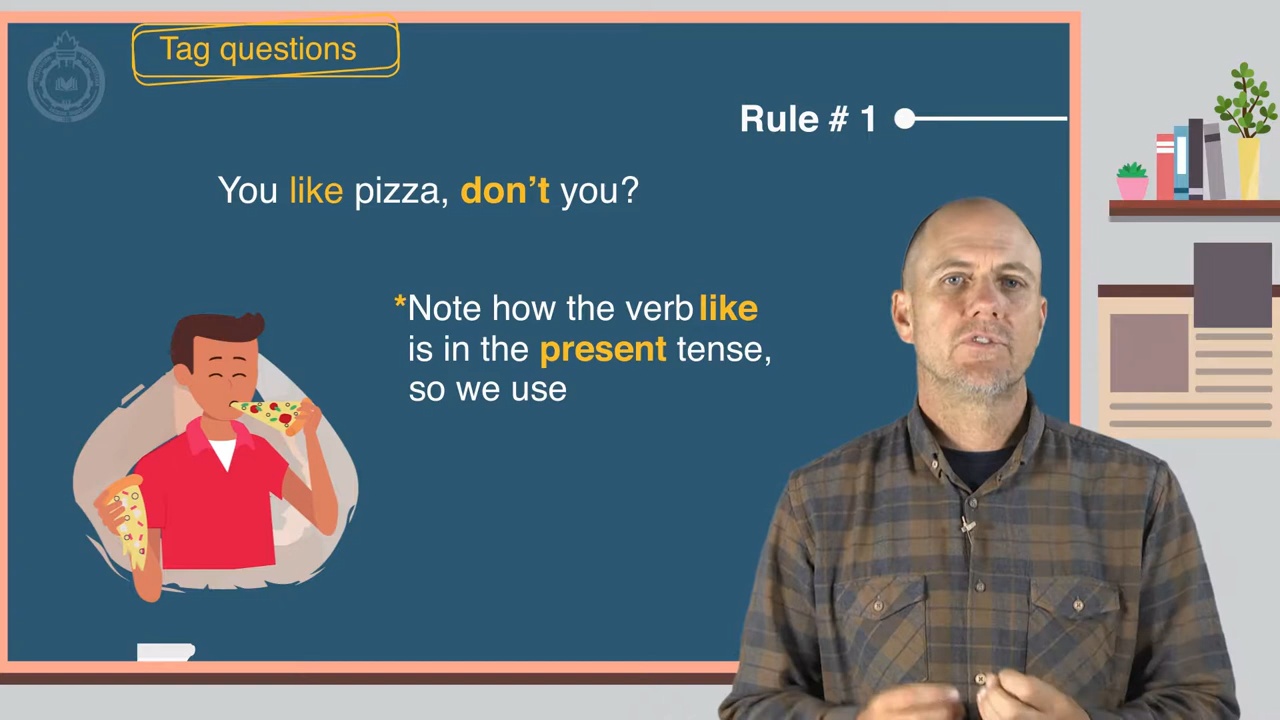 Tag questions
Rule # 1
You like pizza, don't you?
*Note how the verb like
is in the present tense,
so we use